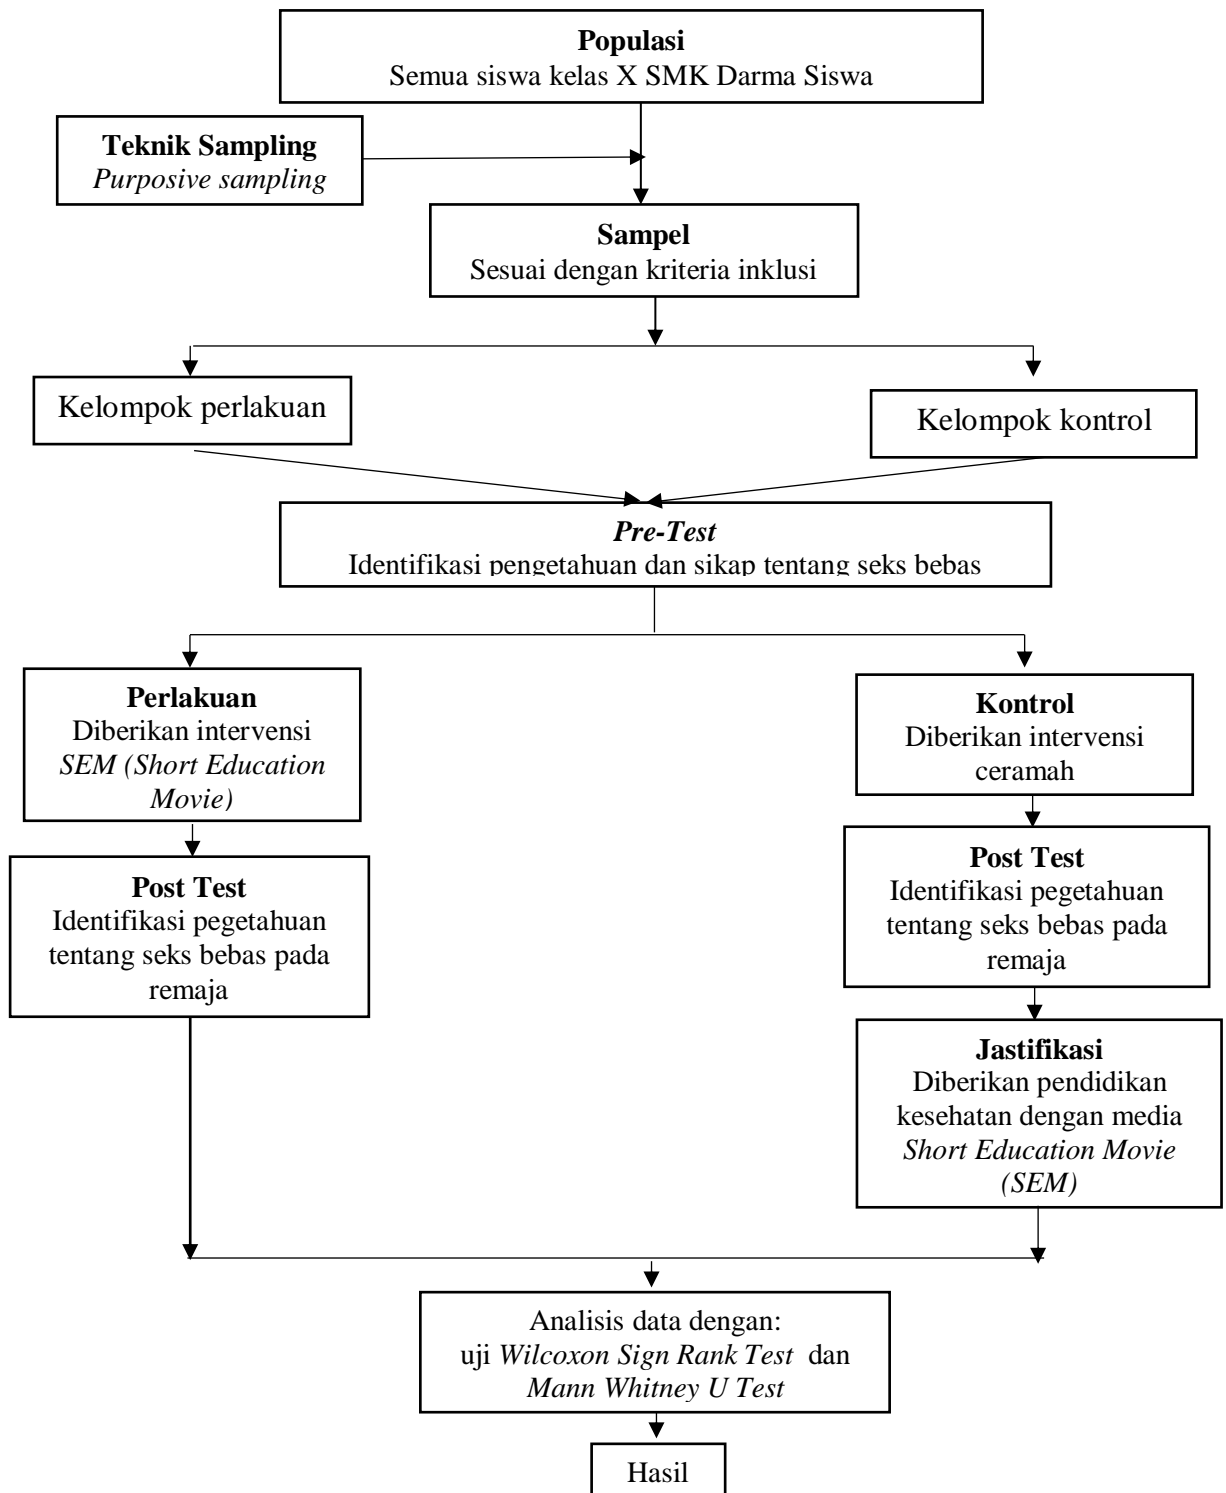 Populasi
Semua siswa kelas X SMK Darma Siswa
Teknik Sampling
Purposive sampling
Sampel
Sesuai dengan kriteria inklusi
Kelompok perlakuan
Kelompok kontrol
Pre-Test
Identifikasi pengetahuan dan sikap tentang seks bebas
Perlakuan
Diberikan intervensi
SEM (Short Education
Movie)
Kontrol
Diberikan intervensi
ceramah
Post Test
Identifikasi pegetahuan
tentang seks bebas pada
remaja
Post Test
Identifikasi pegetahuan
tentang seks bebas pada
remaja
Jastifikasi
Diberikan pendidikan
kesehatan dengan media
Short Education Movie
(SEM)
Analisis data dengan:
uji Wilcoxon Sign Rank Test dan
Mann Whitney U Test
Hasil